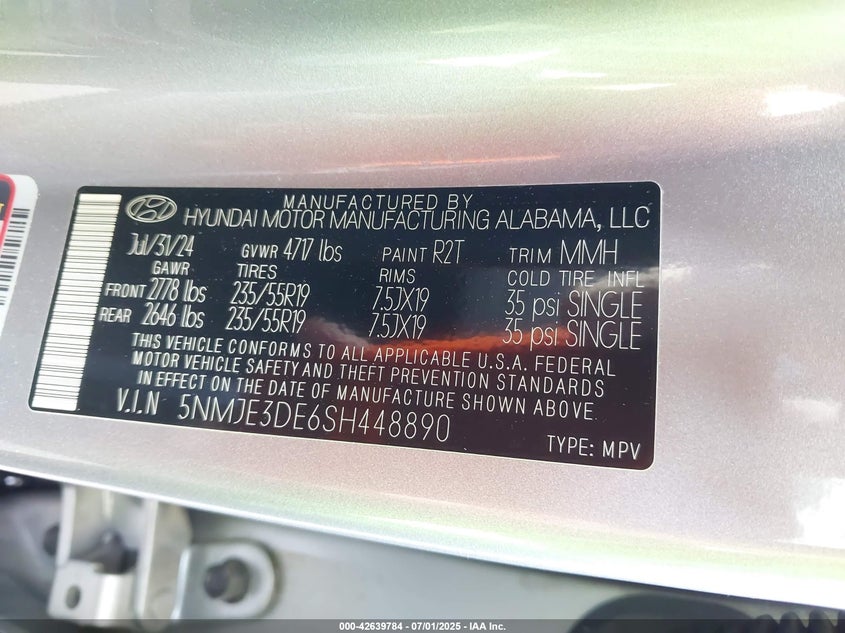 MANUFACTURED BY
HYUNDAI MOTOR MANUFACTURING ALABAMA, LLC
Jul/31/24 GVWR 4717 lbs PAINT R2T TRIM MMH
GAWR TIRES RIMS COLD TIRE INFL
FRONT 2778 lbs 235/55R19 7.5JX19 35 psi SINGLE
REAR 2646 lbs 235/55R19 7.5JX19 35 psi SINGLE
THIS VEHICLE CONFORMS TO ALL APPLICABLE U.S.A. FEDERAL
MOTOR VEHICLE SAFETY AND THEFT PREVENTION STANDARDS
IN EFFECT ON THE DATE OF MANUFACTURE SHOWN ABOVE
V.I.N 5NMJE3DE6SH448890
TYPE: MPV
000-42639784 - 07/01/2025 - IAA Inc.